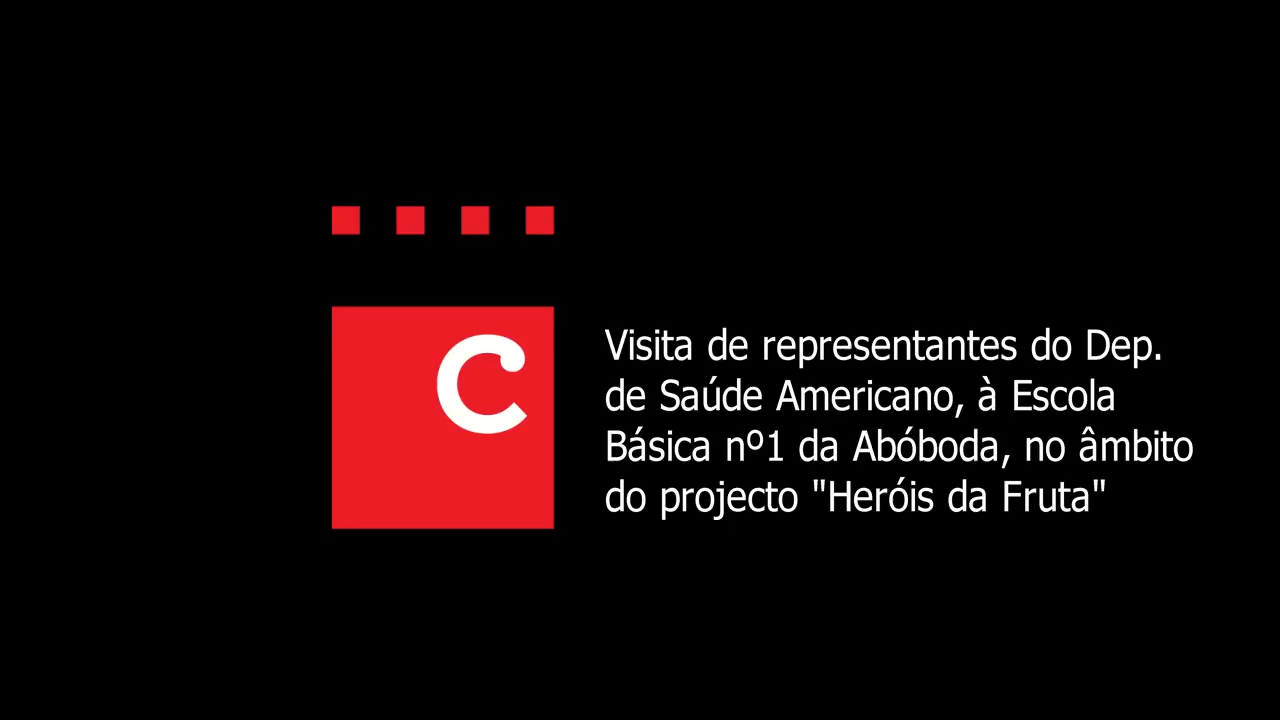 C
Visita de representantes do Dep.
de Saúde Americano, à Escola
Básica nº1 da Abóboda, no âmbito
do projecto "Heróis da Fruta"